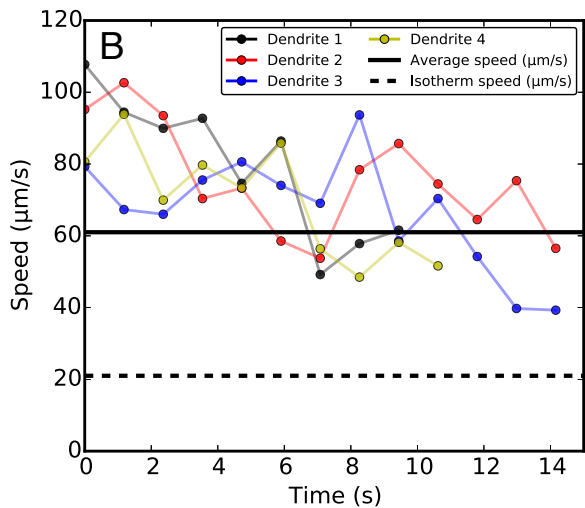 B
Dendrite 1
Dendrite 2
Dendrite 3
Dendrite 4
Average speed (μm/s)
Isotherm speed (μm/s)
Speed (μm/s)
120
100
80
60
40
20
0
0 2 4 6 8 10 12 14
Time (s)